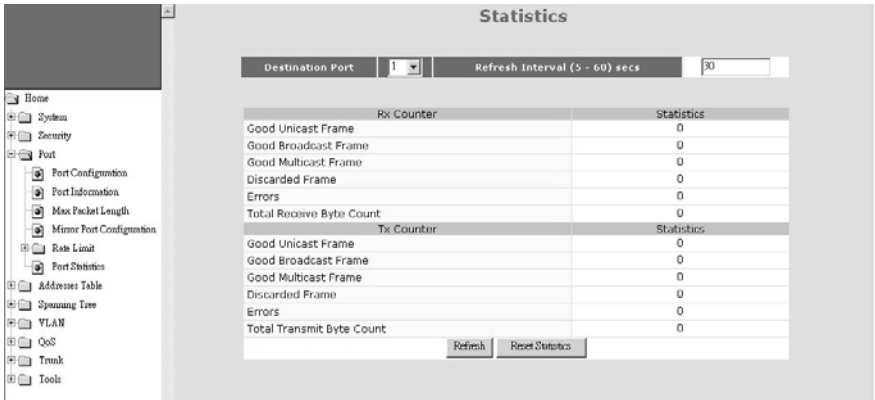 Statistics
Destination Port 1 Refresh Interval (5 - 60) secs 30
Home
System
Security
Port
Port Configuration
Port Information
Max Packet Length
Mirror Port Configuration
Rate Limit
Port Statistics
Addresses Table
Spanning Tree
VLAN
QoS
Trunk
Tools
Rx Counter Statistics
Good Unicast Frame 0
Good Broadcast Frame 0
Good Multicast Frame 0
Discarded Frame 0
Errors 0
Total Receive Byte Count 0
Tx Counter Statistics
Good Unicast Frame 0
Good Broadcast Frame 0
Good Multicast Frame 0
Discarded Frame 0
Errors 0
Total Transmit Byte Count 0
Refresh Reset Statistics